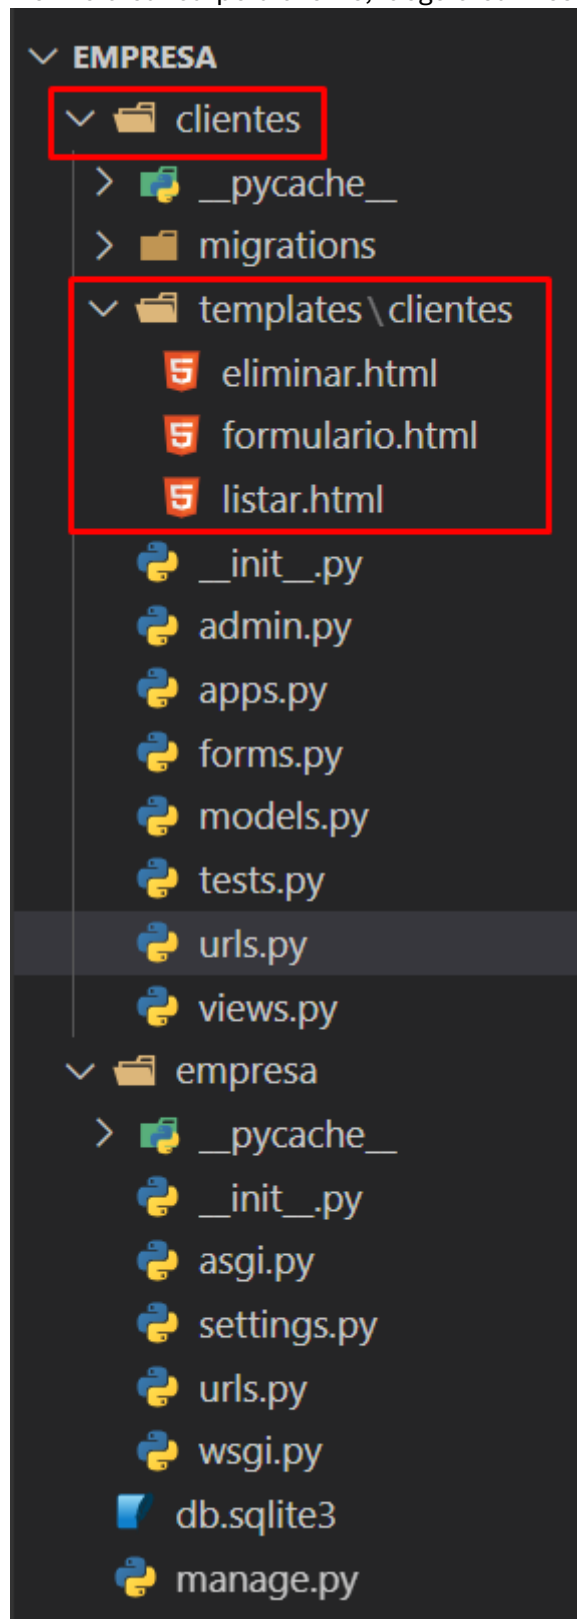 EMPRESA
clientes
__pycache__
migrations
templates\clientes
eliminar.html
formulario.html
listar.html
__init__.py
admin.py
apps.py
forms.py
models.py
tests.py
urls.py
views.py
empresa
__pycache__
__init__.py
asgi.py
settings.py
urls.py
wsgi.py
db.sqlite3
manage.py